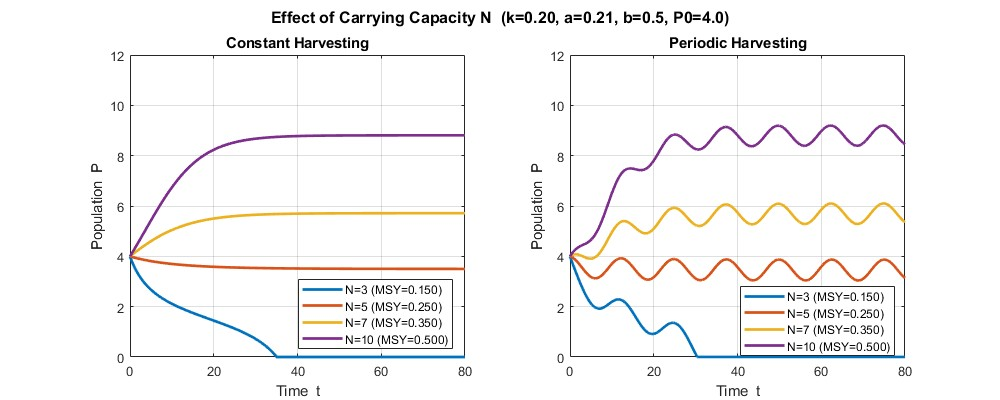 Effect of Carrying Capacity N (k=0.20, a=0.21, b=0.5, P0=4.0)
Constant Harvesting
12
10
8
6
4
2
0
Population P
0
20
40
60
80
Time t
N=3 (MSY=0.150)
N=5 (MSY=0.250)
N=7 (MSY=0.350)
N=10 (MSY=0.500)
Periodic Harvesting
12
10
8
6
4
2
0
Population P
0
20
40
60
80
Time t
N=3 (MSY=0.150)
N=5 (MSY=0.250)
N=7 (MSY=0.350)
N=10 (MSY=0.500)